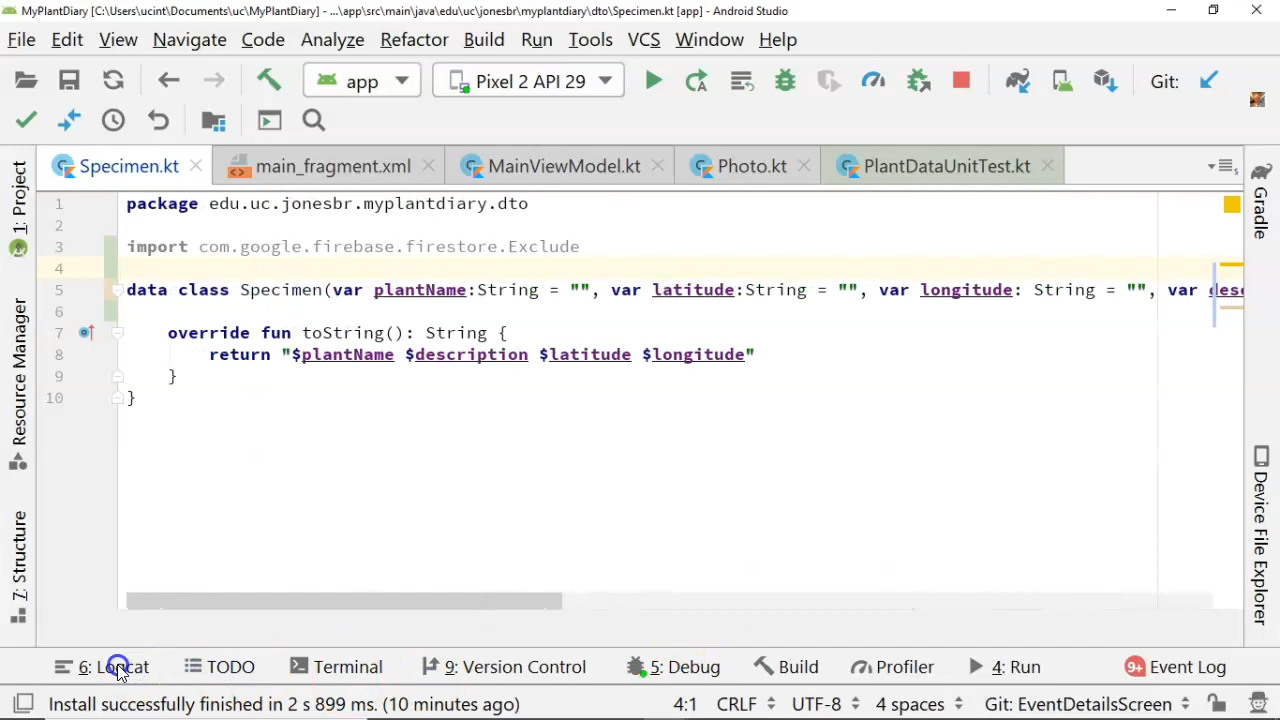 MyPlantDiary [C:\Users\ucint\Documents\uc\MyPlantDiary] - ...\app\src\main\java\edu\uc\jonesbr\myplantdiary\dto\Specimen.kt [app] - Android Studio
File Edit View Navigate Code Analyze Refactor Build Run Tools VCS Window Help
app Pixel 2 API 29 Git:
Specimen.kt main_fragment.xml MainViewModel.kt Photo.kt PlantDataUnitTest.kt
1 package edu.uc.jonesbr.myplantdiary.dto
2
3 import com.google.firebase.firestore.Exclude
4
5 data class Specimen(var plantName:String = "", var latitude:String = "", var longitude: String = "", var desc
6
7 override fun toString(): String {
8 return "$plantName $description $latitude $longitude"
9 }
10 }
1: Project
Resource Manager
7: Structure
Gradle
Device File Explorer
6: Logcat TODO Terminal 9: Version Control 5: Debug Build Profiler 4: Run 9+ Event Log
Install successfully finished in 2 s 899 ms. (10 minutes ago) 4:1 CRLF UTF-8 4 spaces Git: EventDetailsScreen